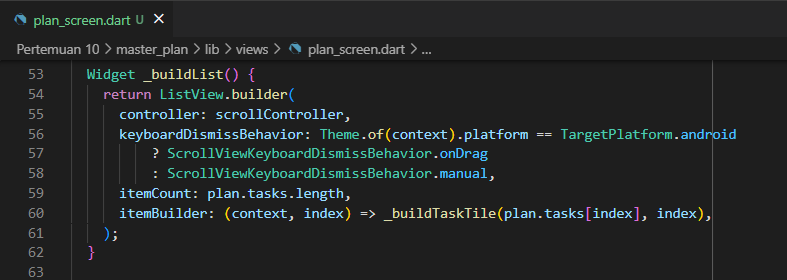 plan_screen.dart U
Pertemuan 10 > master_plan > lib > views > plan_screen.dart > ...
53 Widget _buildList() {
54 return ListView.builder(
55 controller: scrollController,
56 keyboardDismissBehavior: Theme.of(context).platform == TargetPlatform.android
57 ? ScrollViewKeyboardDismissBehavior.onDrag
58 : ScrollViewKeyboardDismissBehavior.manual,
59 itemCount: plan.tasks.length,
60 itemBuilder: (context, index) => _buildTaskTile(plan.tasks[index], index),
61 );
62 }
63